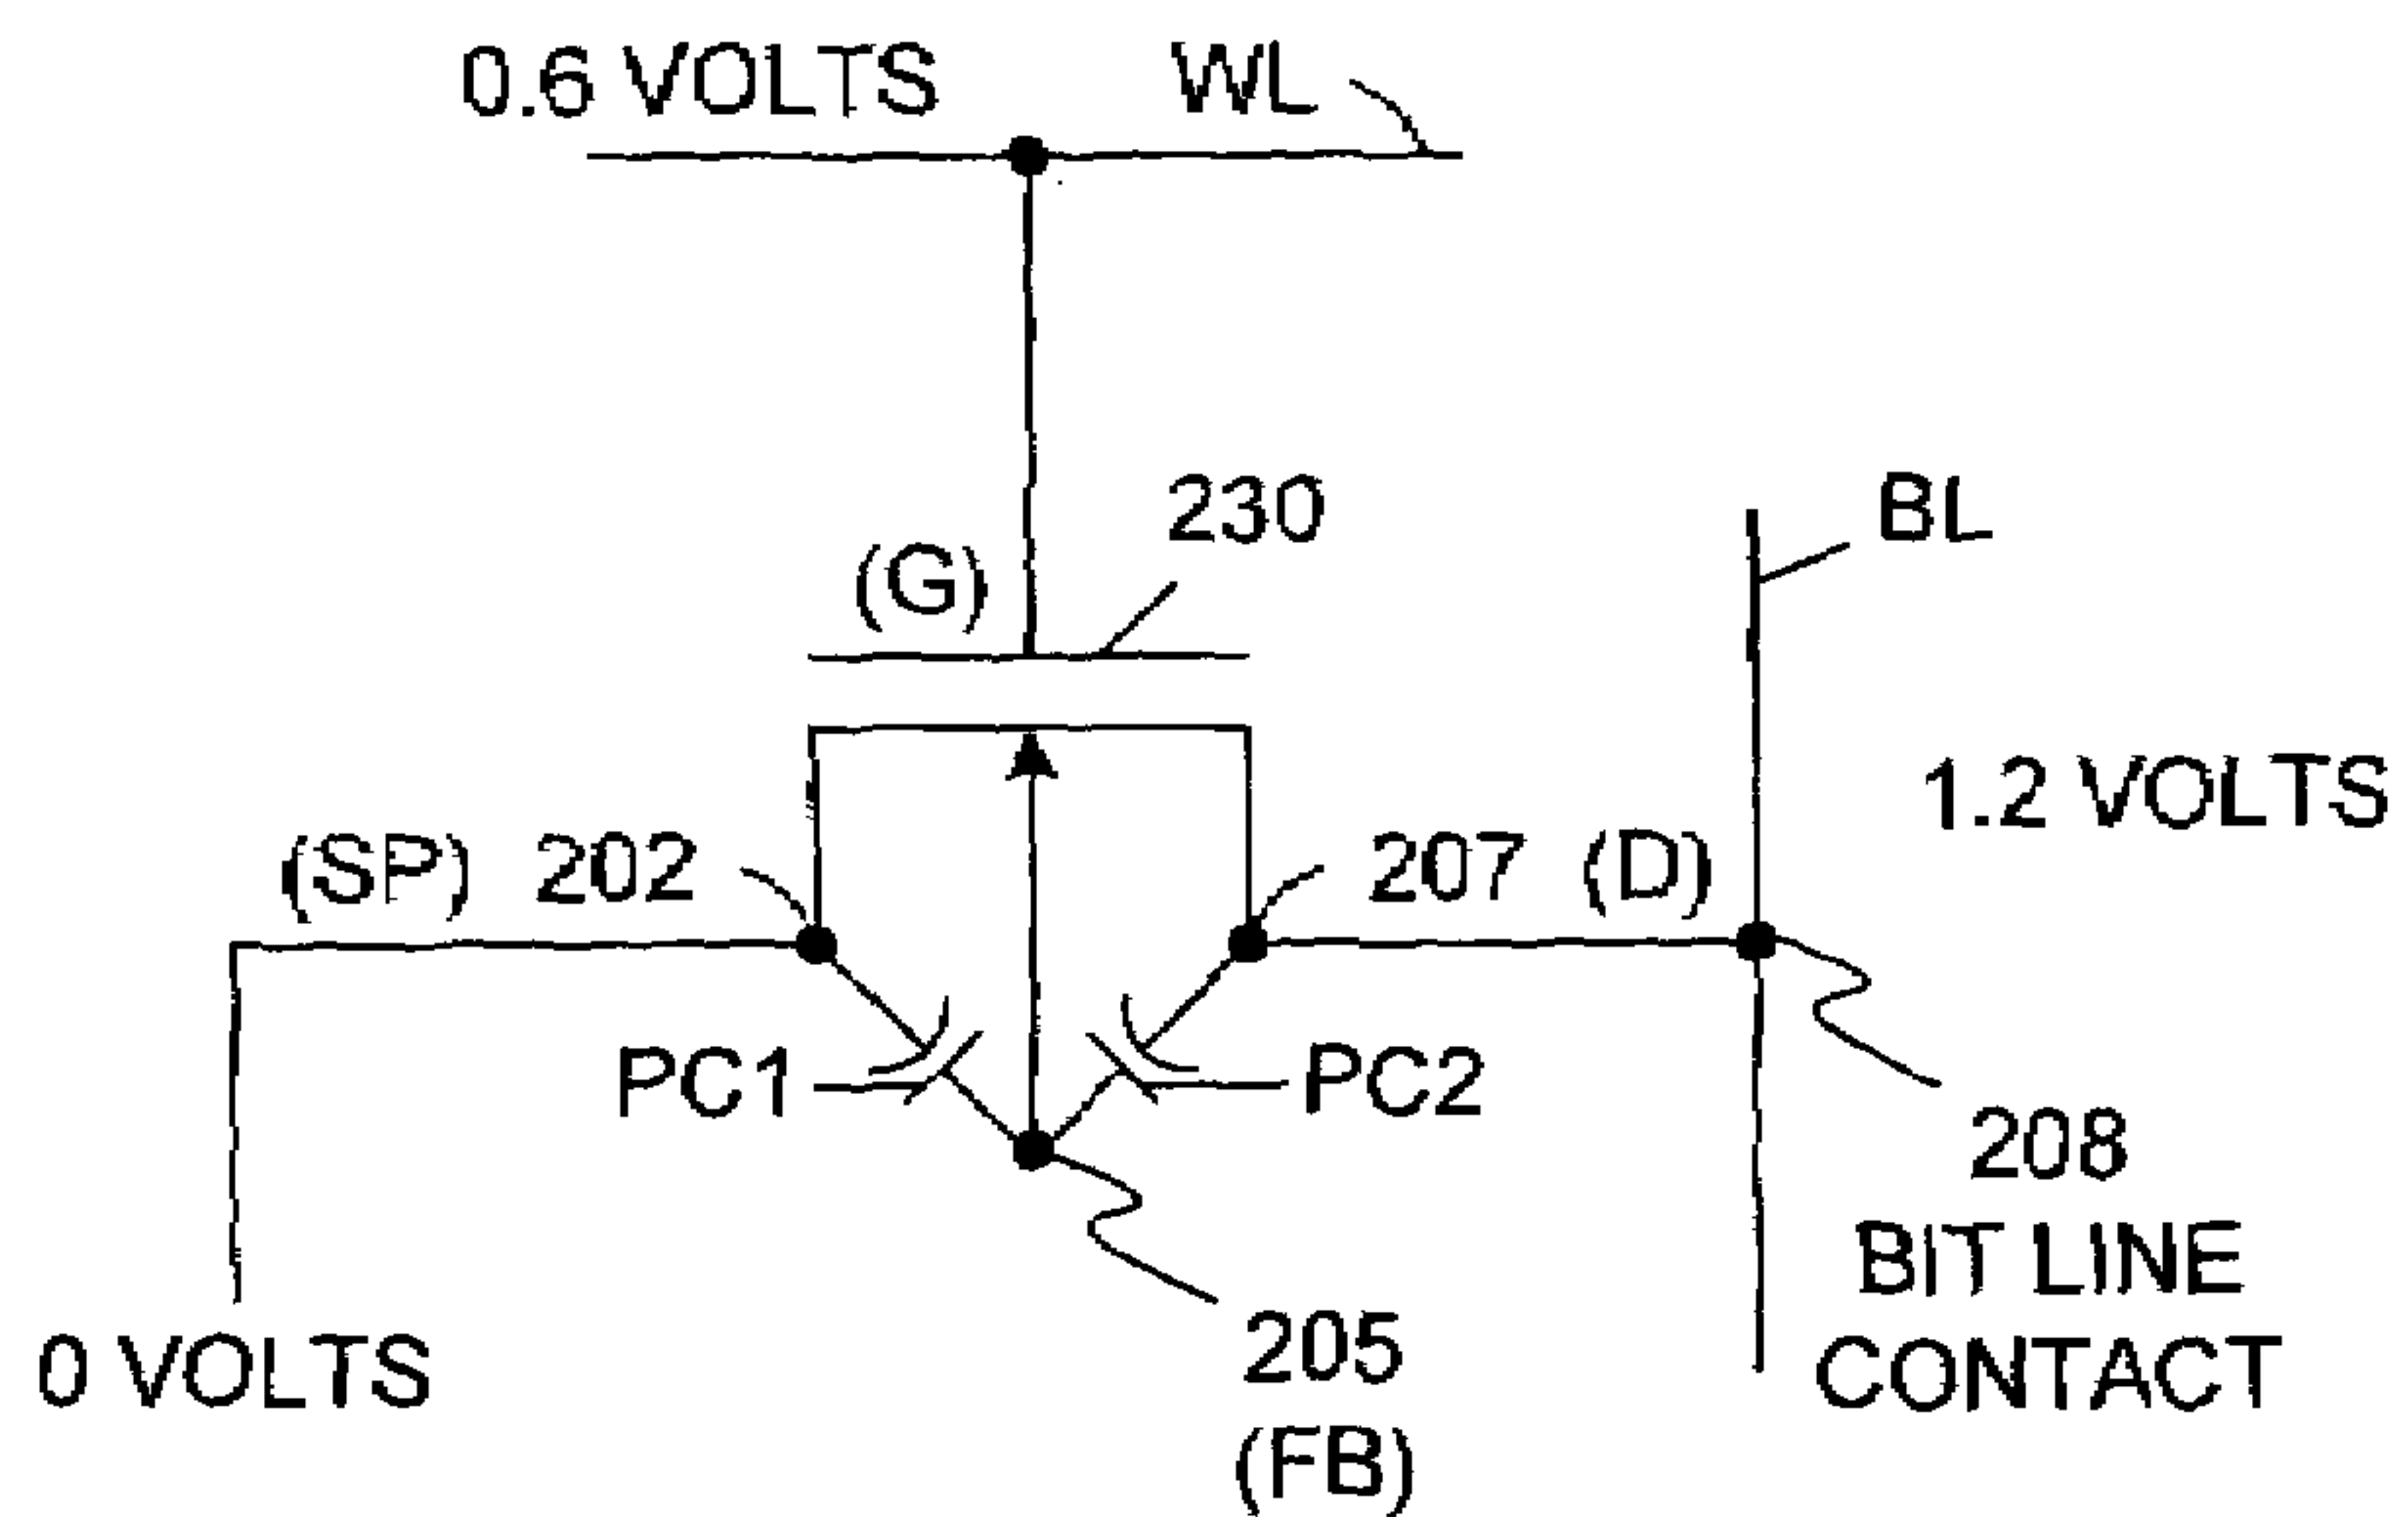 0.6 VOLTS WL
230
(G)
BL
1.2 VOLTS
(SP) 202
207 (D)
PC1
PC2
208
BIT LINE
CONTACT
0 VOLTS
205
(FB)